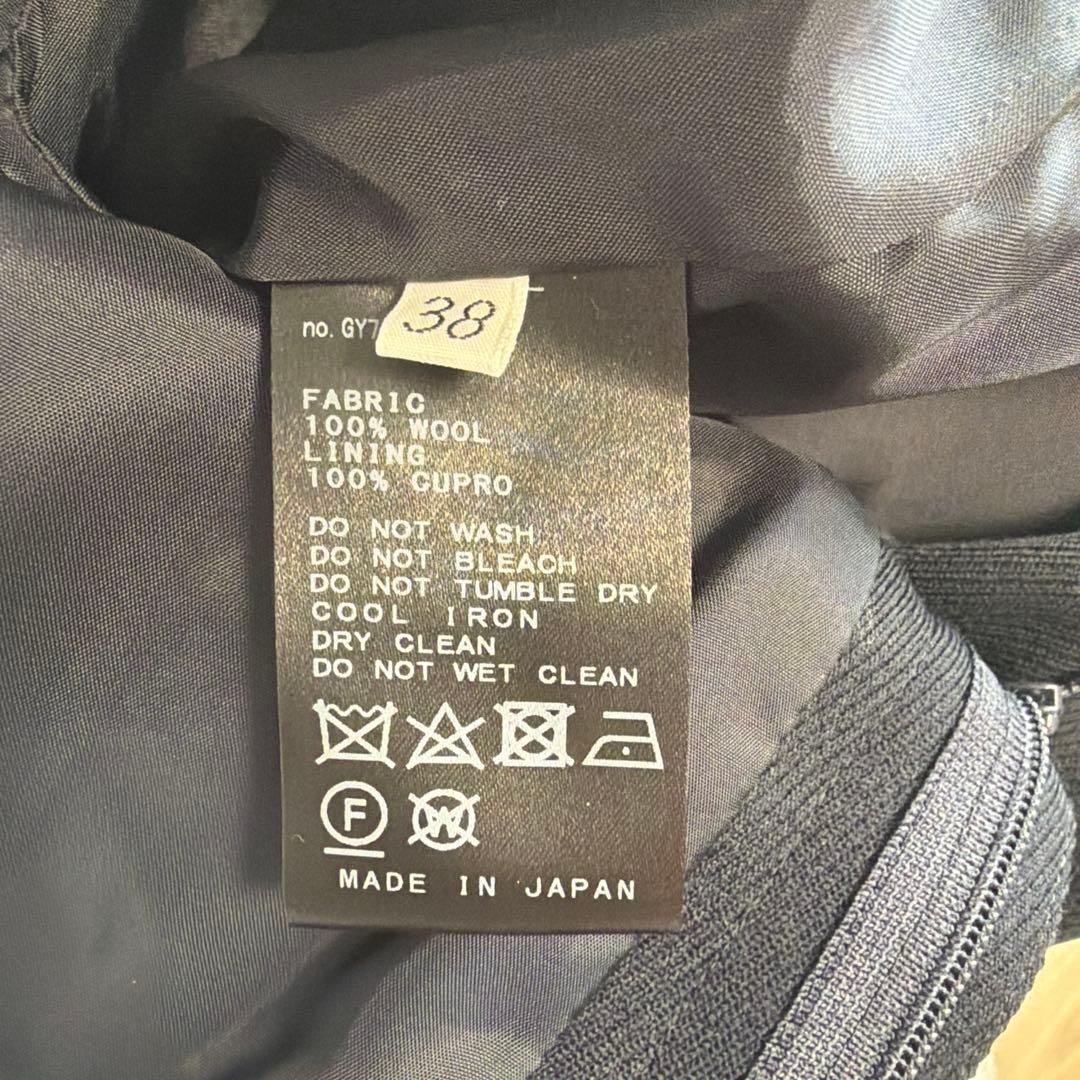 38
no. GY7
FABRIC
100% WOOL
LINING
100% CUPRO
DO NOT WASH
DO NOT BLEACH
DO NOT TUMBLE DRY
COOL IRON
DRY CLEAN
DO NOT WET CLEAN
F W
MADE IN JAPAN